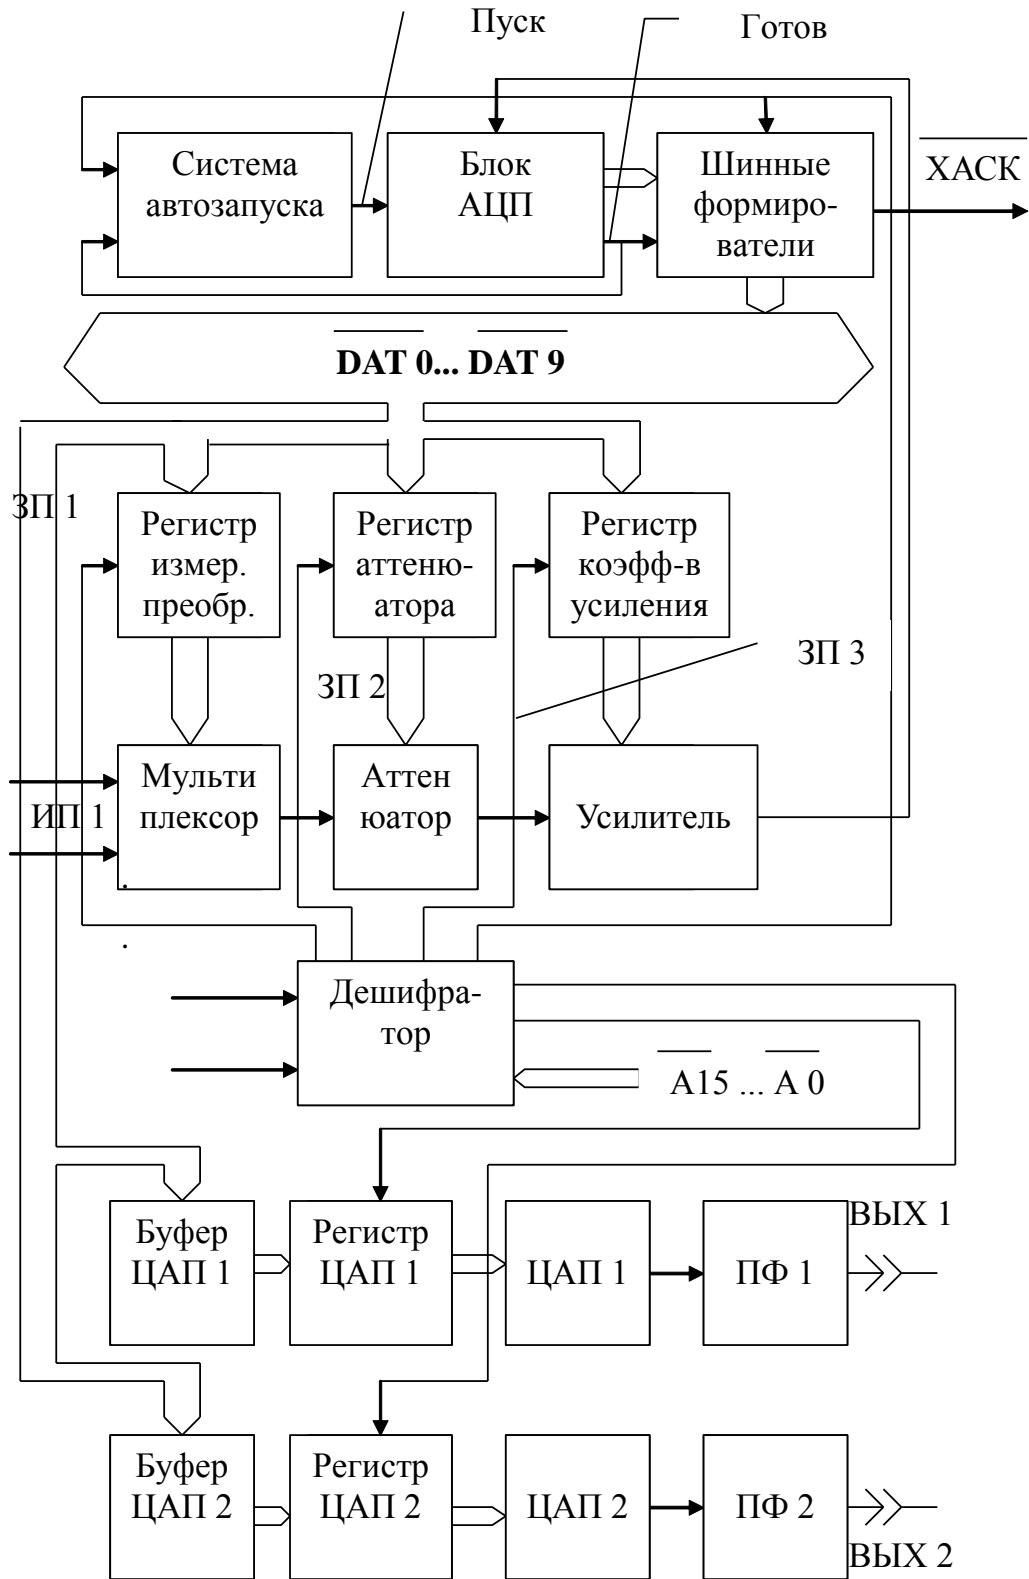 Пуск
Готов
Система
автозапуска
Блок
АЦП
Шинные
формиро-
ватели
ХАСК
DAT 0... DAT 9
ЗП 1
Регистр
измер.
преобр.
Регистр
аттеню-
атора
Регистр
коэфф-в
усиления
ЗП 2
ЗП 3
ИП 1
Мульти
плексор
Аттен
юатор
Усилитель
.
.
Дешифра-
тор
А15 ... А 0
Буфер
ЦАП 1
Регистр
ЦАП 1
ЦАП 1
ПФ 1
ВЫХ 1
Буфер
ЦАП 2
Регистр
ЦАП 2
ЦАП 2
ПФ 2
ВЫХ 2